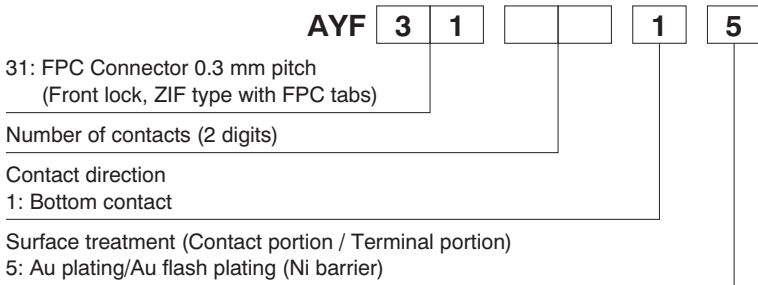 AYF 3 1 1 5
31: FPC Connector 0.3 mm pitch
(Front lock, ZIF type with FPC tabs)
Number of contacts (2 digits)
Contact direction
1: Bottom contact
Surface treatment (Contact portion / Terminal portion)
5: Au plating/Au flash plating (Ni barrier)